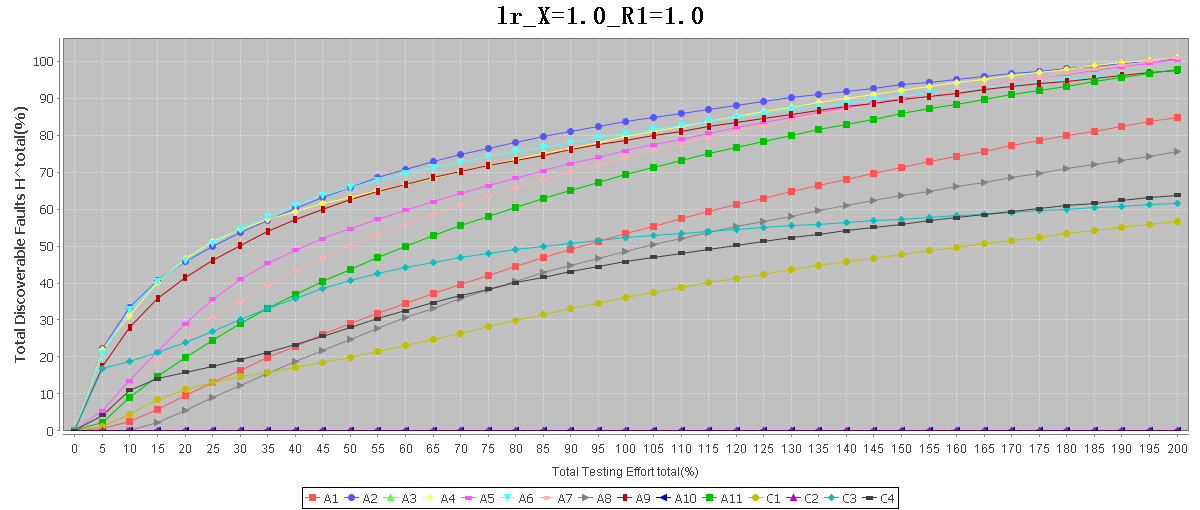 lr_X=1.0_R1=1.0
Total Discoverable Faults H^total(%)
100
90
80
70
60
50
40
30
20
10
0
0 5 10 15 20 25 30 35 40 45 50 55 60 65 70 75 80 85 90 95 100 105 110 115 120 125 130 135 140 145 150 155 160 165 170 175 180 185 190 195 200
Total Testing Effort total(%)
A1 A2 A3 A4 A5 A6 A7 A8 A9 A10 A11 C1 C2 C3 C4